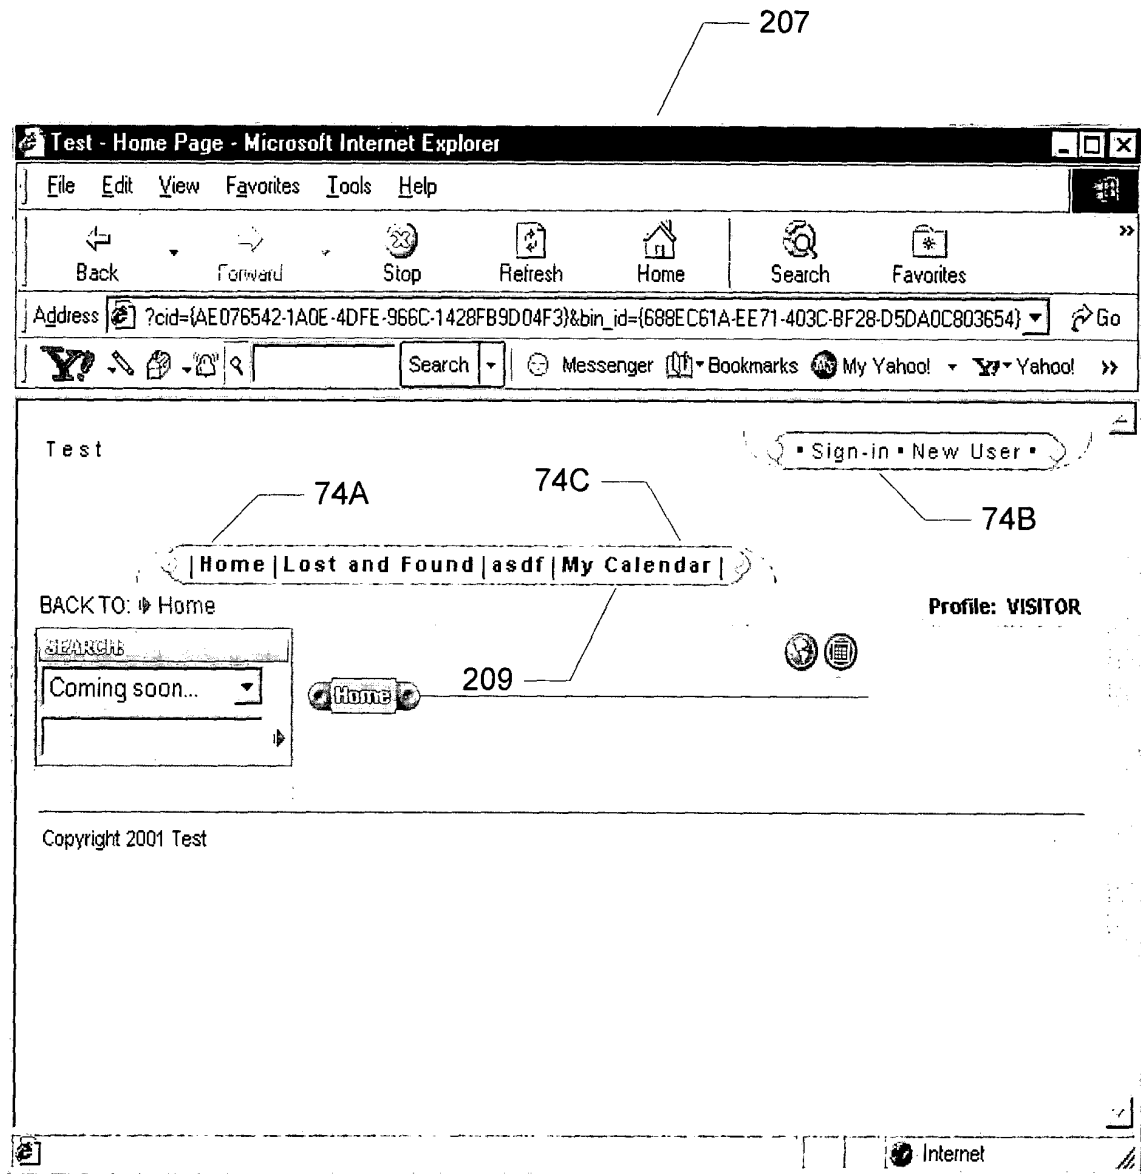 207
Test - Home Page - Microsoft Internet Explorer
File Edit View Favorites Tools Help
Back Forward Stop Refresh Home Search Favorites »
Address ?cid={AE076542-1A0E-4DFE-966C-1428FB9D04F3}&bin_id={688EC61A-EE71-403C-BF28-D5DA0C803654} Go
Y! Search Messenger Bookmarks My Yahoo! Yahoo! »
Test
▪ Sign-in ▪ New User ▪
74A 74C 74B
|Home|Lost and Found|asdf|My Calendar|
BACK TO: Home Profile: VISITOR
SEARCH:
Coming soon...
Home
209
Copyright 2001 Test
Internet